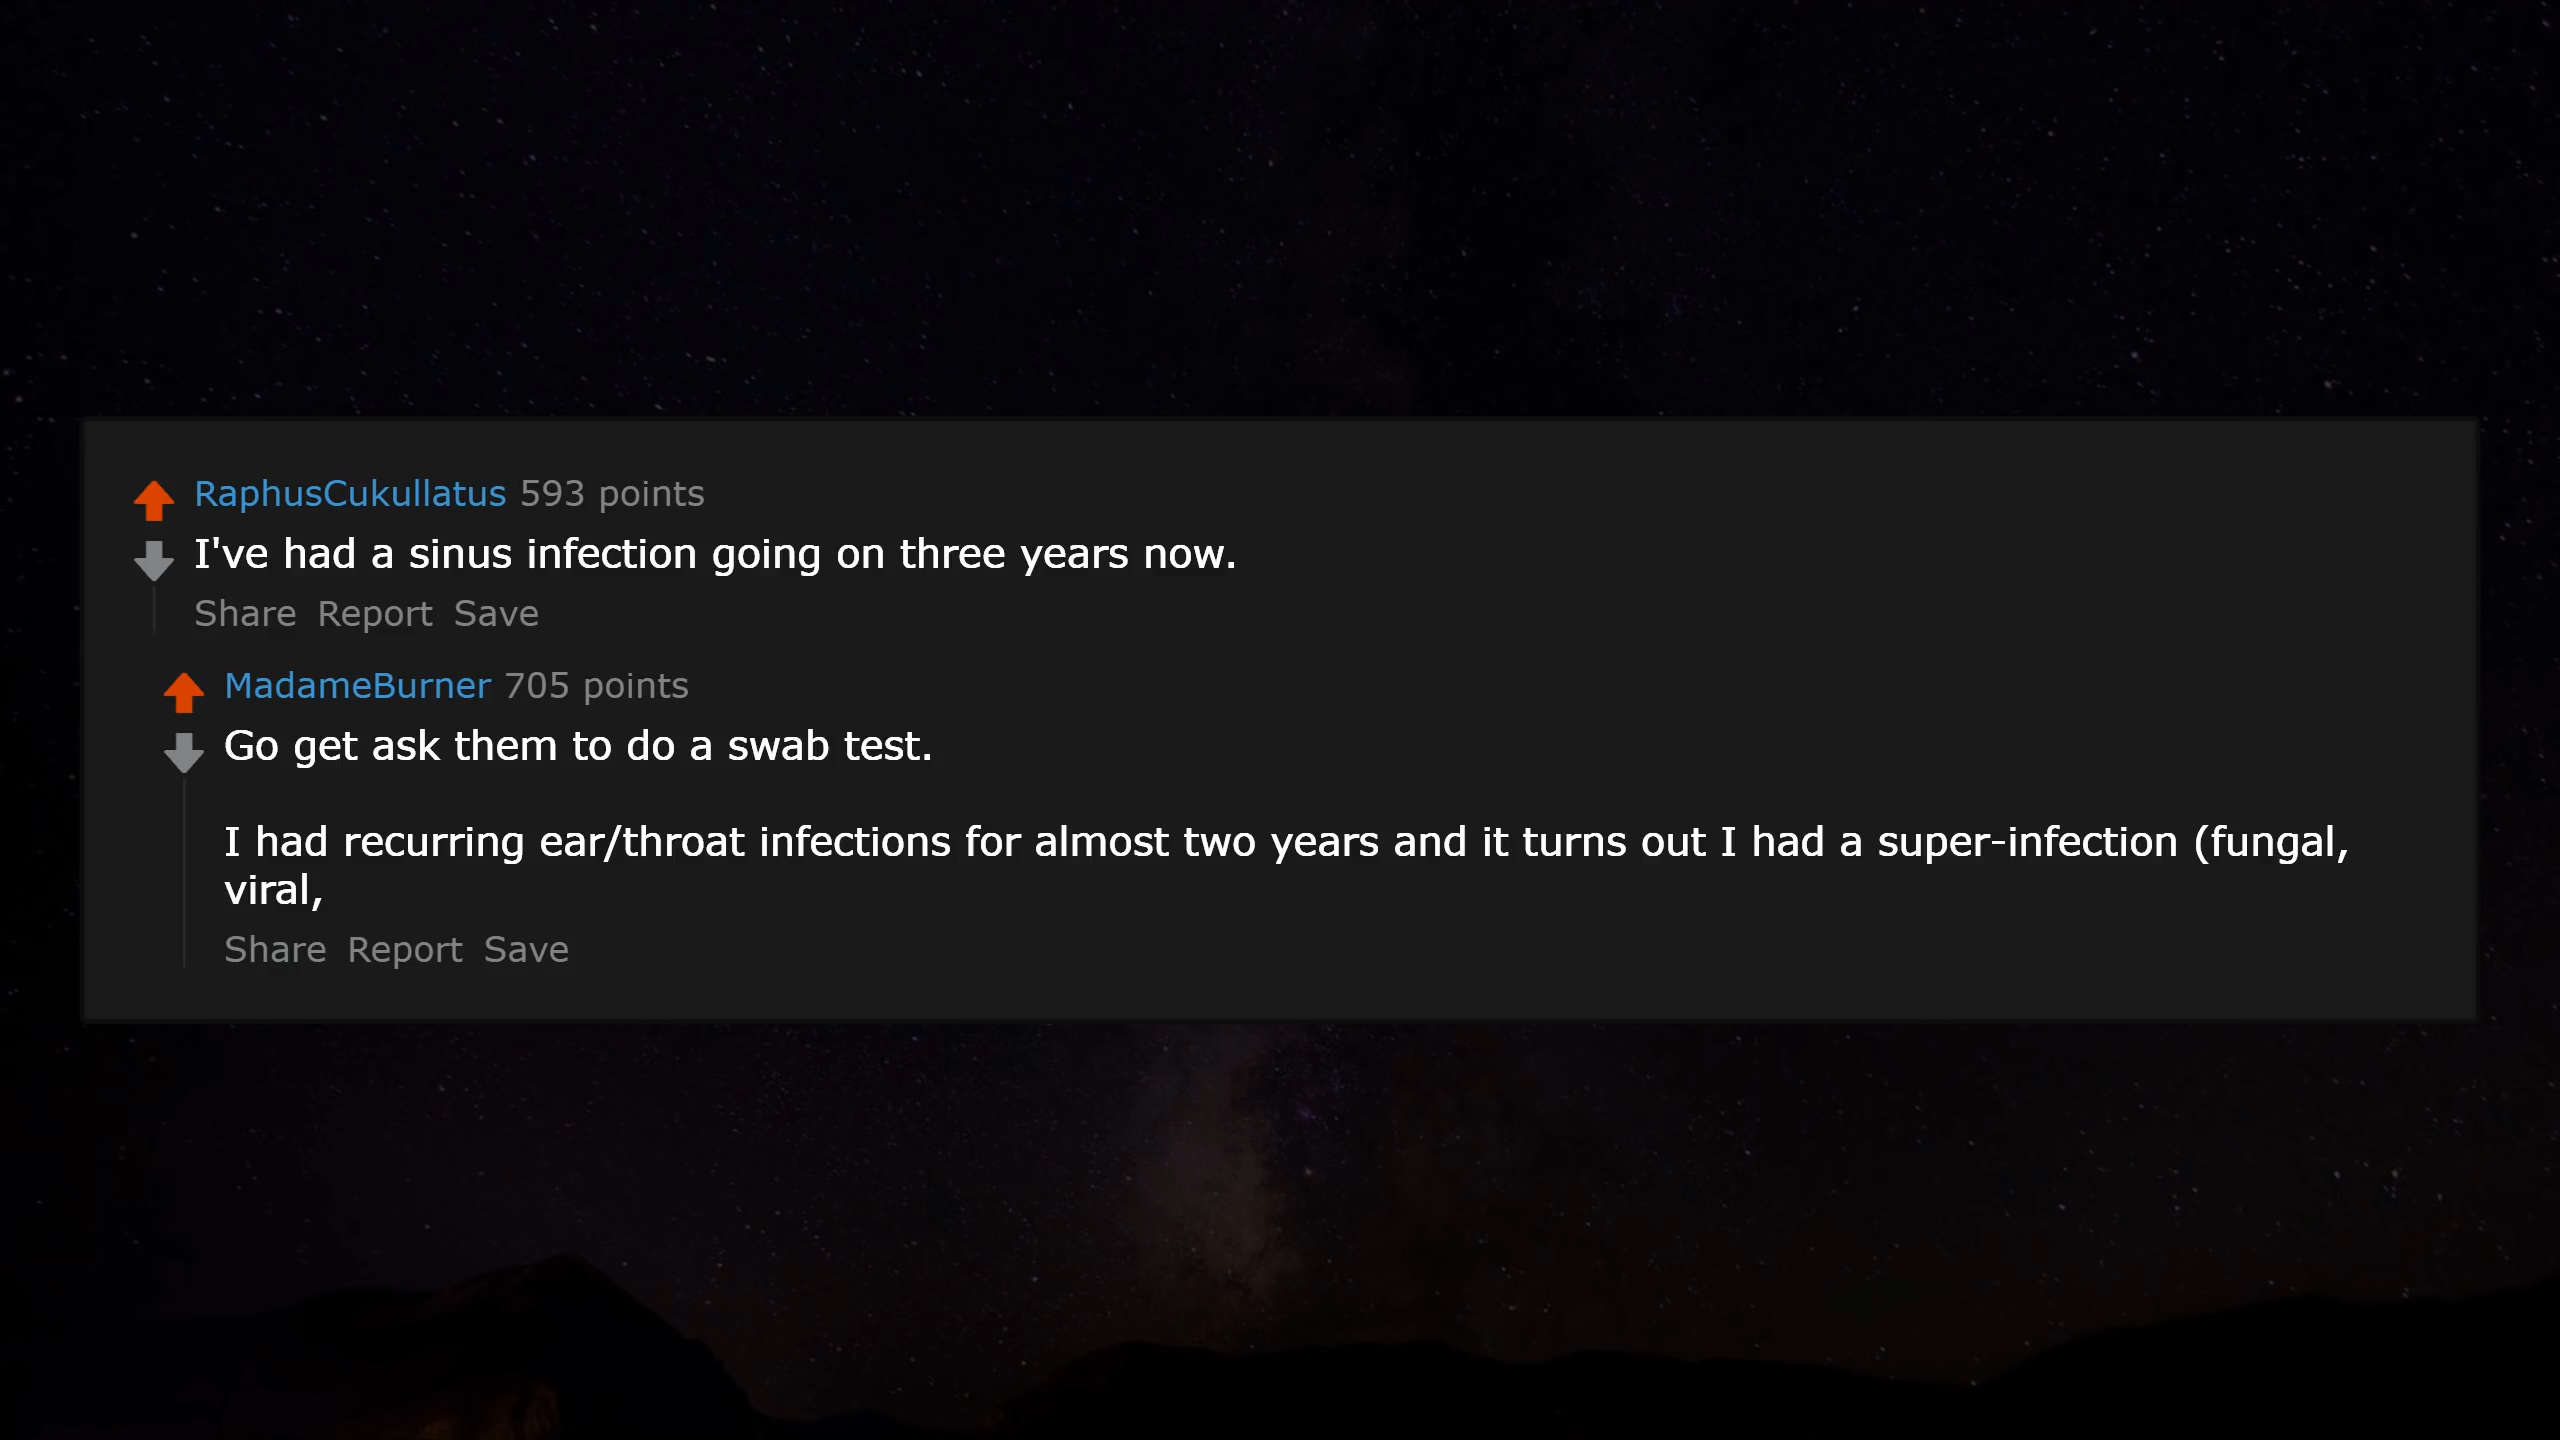 RaphusCukullatus 593 points
I've had a sinus infection going on three years now.
Share Report Save
MadameBurner 705 points
Go get ask them to do a swab test.
I had recurring ear/throat infections for almost two years and it turns out I had a super-infection (fungal,
viral,
Share Report Save